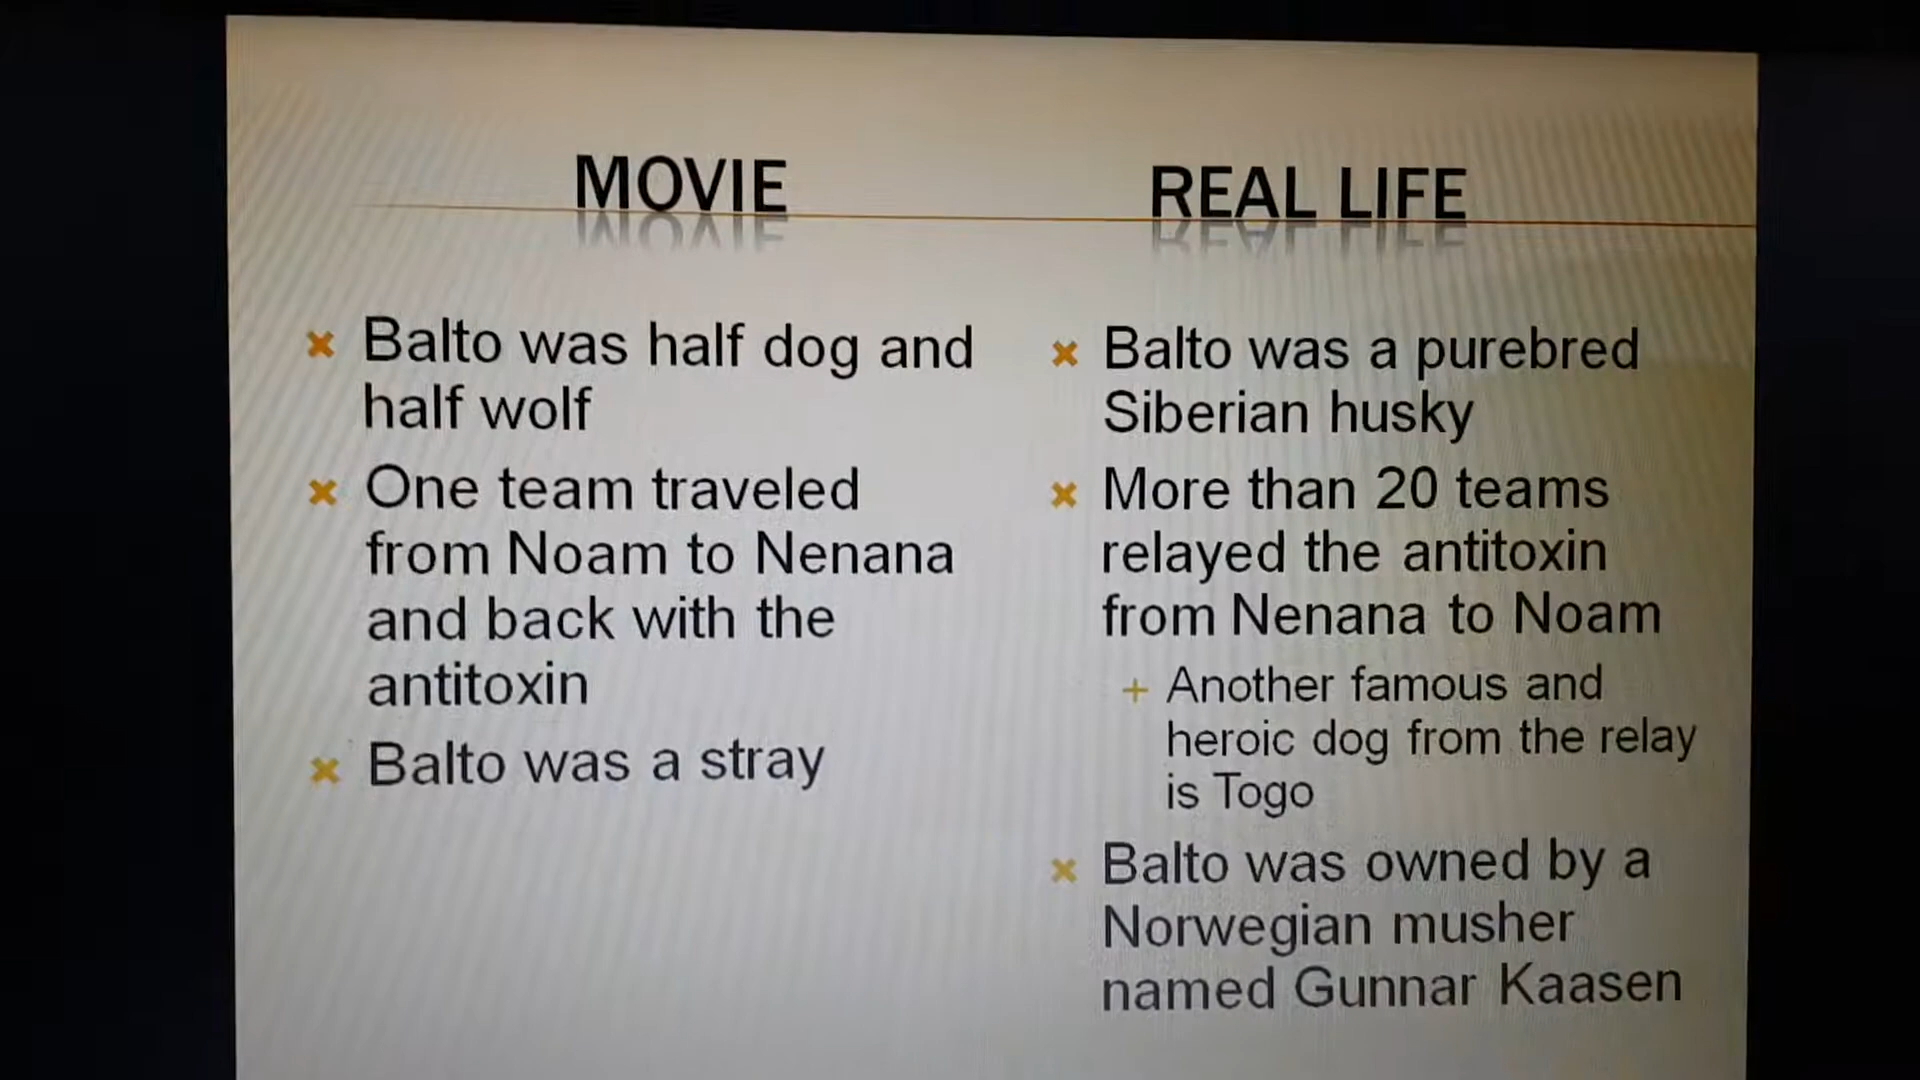 MOVIE
Balto was half dog and
half wolf
One team traveled
from Noam to Nenana
and back with the
antitoxin
Balto was a stray
REAL LIFE
Balto was a purebred
Siberian husky
More than 20 teams
relayed the antitoxin
from Nenana to Noam
+ Another famous and
heroic dog from the relay
is Togo
Balto was owned by a
Norwegian musher
named Gunnar Kaasen